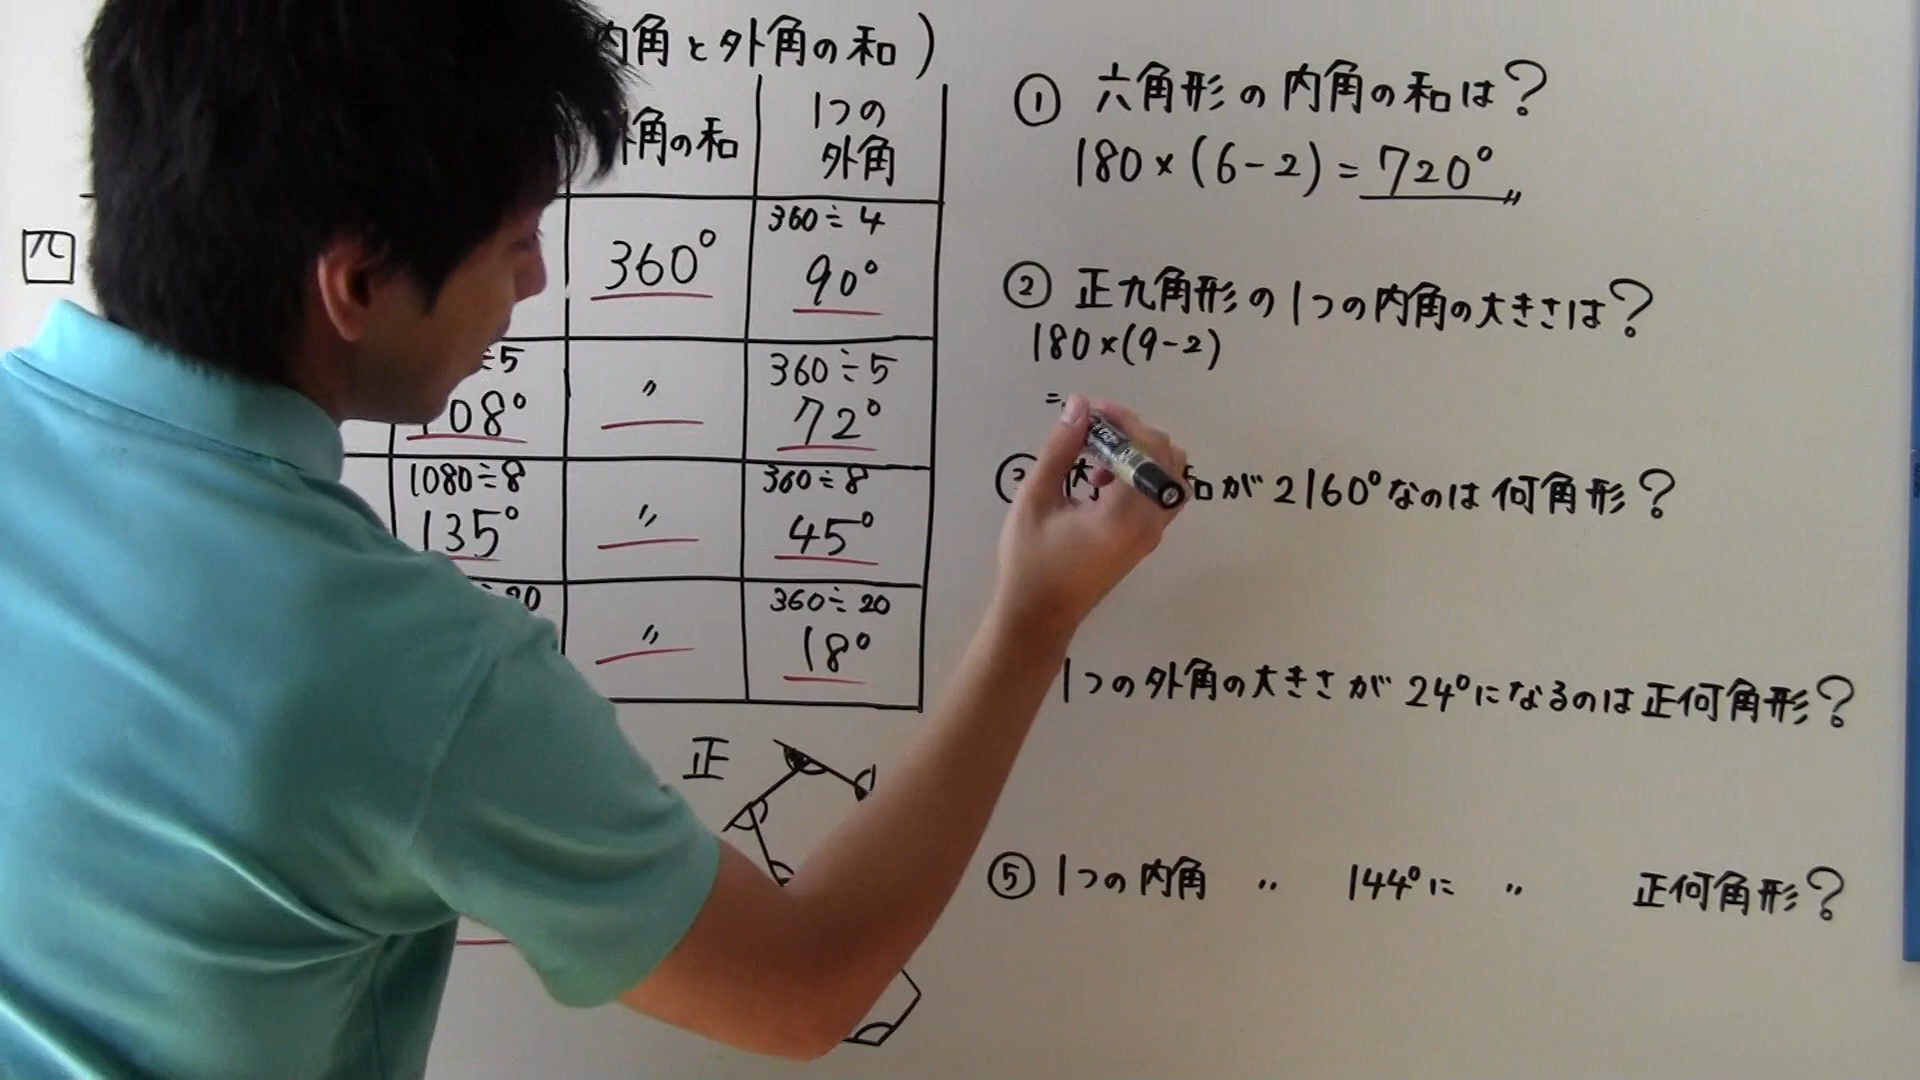 内角と外角の和)
角の和
1つの
外角
360÷4
360°
90°
÷5
360÷5
108°
〃
72°
1080÷8
360÷8
135°
〃
45°
÷20
360÷20
〃
18°
正
① 六角形の内角の和は?
180×(6-2)=720°〃
② 正九角形の1つの内角の大きさは?
180×(9-2)
=
和が2160°なのは何角形?
1つの外角の大きさが24°になるのは正何角形?
⑤ 1つの内角 〃 144°に 〃 正何角形?